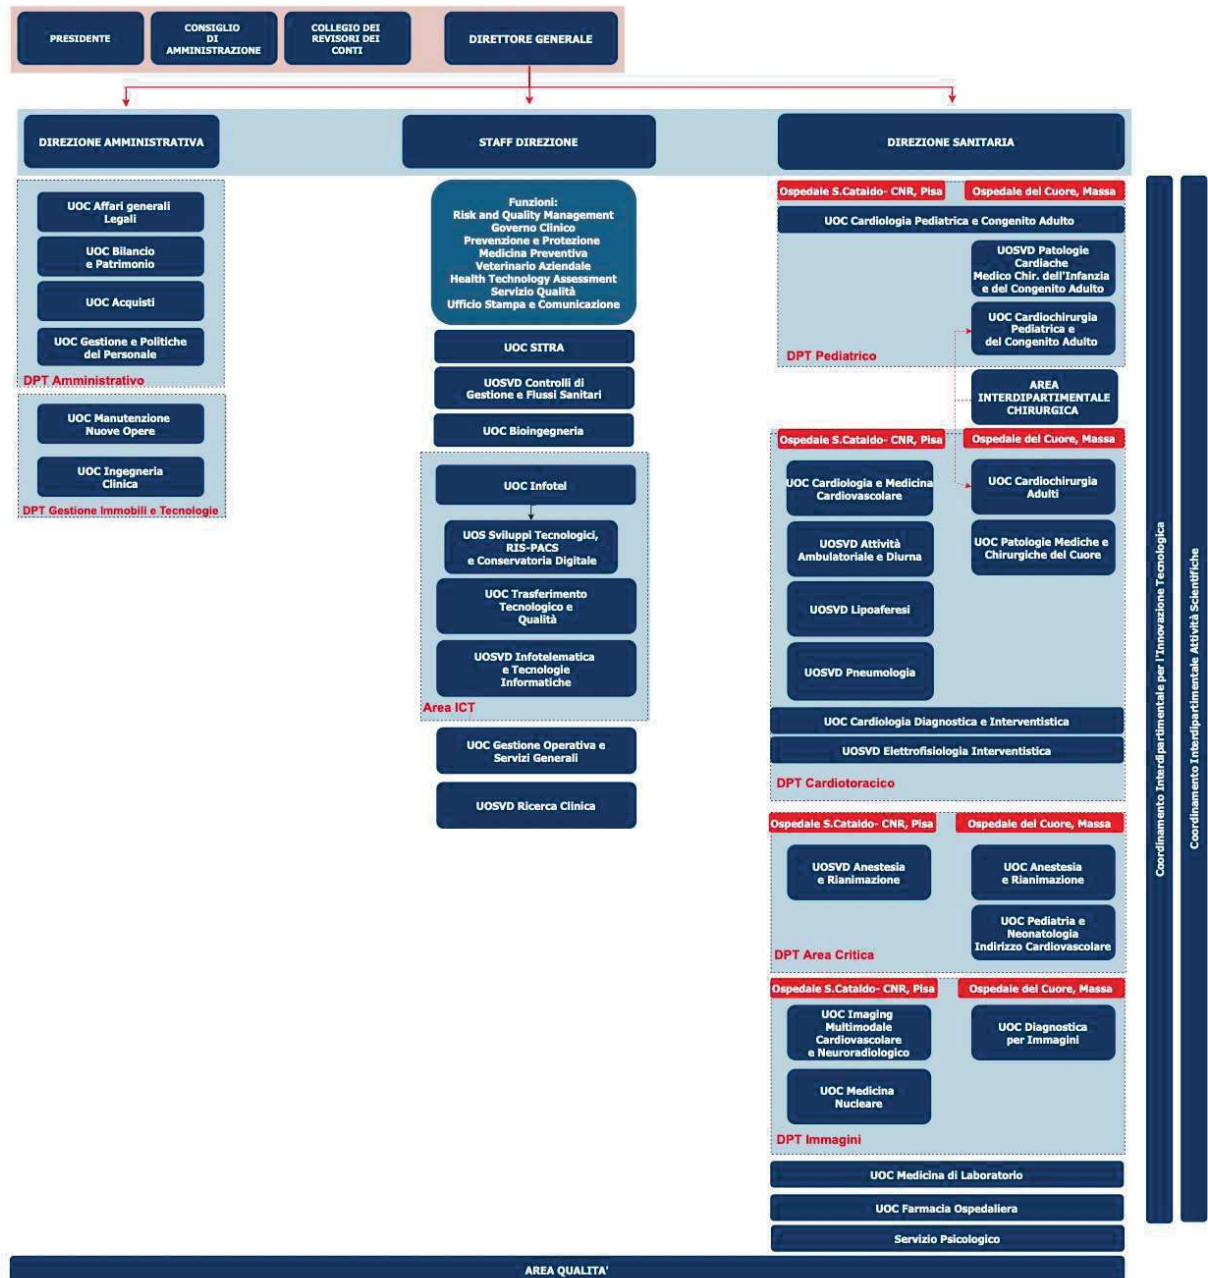 PRESIDENTE
CONSIGLIO
DI
AMMINISTRAZIONE
COLLEGIO DEI
REVISORI DEI
CONTI
DIRETTORE GENERALE
DIREZIONE AMMINISTRATIVA
STAFF DIREZIONE
DIREZIONE SANITARIA
UOC Affari generali
Legali
UOC Bilancio
e Patrimonio
UOC Acquisti
UOC Gestione e Politiche
del Personale
DPT Amministrativo
UOC Manutenzione
Nuove Opere
UOC Ingegneria
Clinica
DPT Gestione Immobili e Tecnologie
Funzioni:
Risk and Quality Management
Governo Clinico
Prevenzione e Protezione
Medicina Preventiva
Veterinario Aziendale
Health Technology Assessment
Servizio Qualità
Ufficio Stampa e Comunicazione
UOC SITRA
UOSVD Controlli di
Gestione e Flussi Sanitari
UOC Bioingegneria
UOC Infotel
UOS Sviluppi Tecnologici,
RIS-PACS
e Conservatoria Digitale
UOC Trasferimento
Tecnologico e
Qualità
UOSVD Infotelematica
e Tecnologie
Informatiche
Area ICT
UOC Gestione Operativa e
Servizi Generali
UOSVD Ricerca Clinica
Ospedale S.Cataldo- CNR, Pisa
Ospedale del Cuore, Massa
UOC Cardiologia Pediatrica e Congenito Adulto
UOSVD Patologie
Cardiache
Medico Chir. dell'Infanzia
e del Congenito Adulto
UOC Cardiochirurgia
Pediatrica e
del Congenito Adulto
DPT Pediatrico
AREA
INTERDIPARTIMENTALE
CHIRURGICA
Ospedale S.Cataldo- CNR, Pisa
Ospedale del Cuore, Massa
UOC Cardiologia e Medicina
Cardiovascolare
UOC Cardiochirurgia
Adulti
UOSVD Attività
Ambulatoriale e Diurna
UOC Patologie Mediche e
Chirurgiche del Cuore
UOSVD Lipoaferesi
UOSVD Pneumologia
UOC Cardiologia Diagnostica e Interventistica
UOSVD Elettrofisiologia Interventistica
DPT Cardiotoracico
Ospedale S.Cataldo- CNR, Pisa
Ospedale del Cuore, Massa
UOSVD Anestesia
e Rianimazione
UOC Anestesia
e Rianimazione
UOC Pediatria e
Neonatologia
Indirizzo Cardiovascolare
DPT Area Critica
Ospedale S.Cataldo- CNR, Pisa
Ospedale del Cuore, Massa
UOC Imaging
Multimodale
Cardiovascolare
e Neuroradiologico
UOC Diagnostica
per Immagini
UOC Medicina
Nucleare
DPT Immagini
UOC Medicina di Laboratorio
UOC Farmacia Ospedaliera
Servizio Psicologico
Coordinamento Interdipartimentale per l'Innovazione Tecnologica
Coordinamento Interdipartimentale Attività Scientifiche
AREA QUALITA'